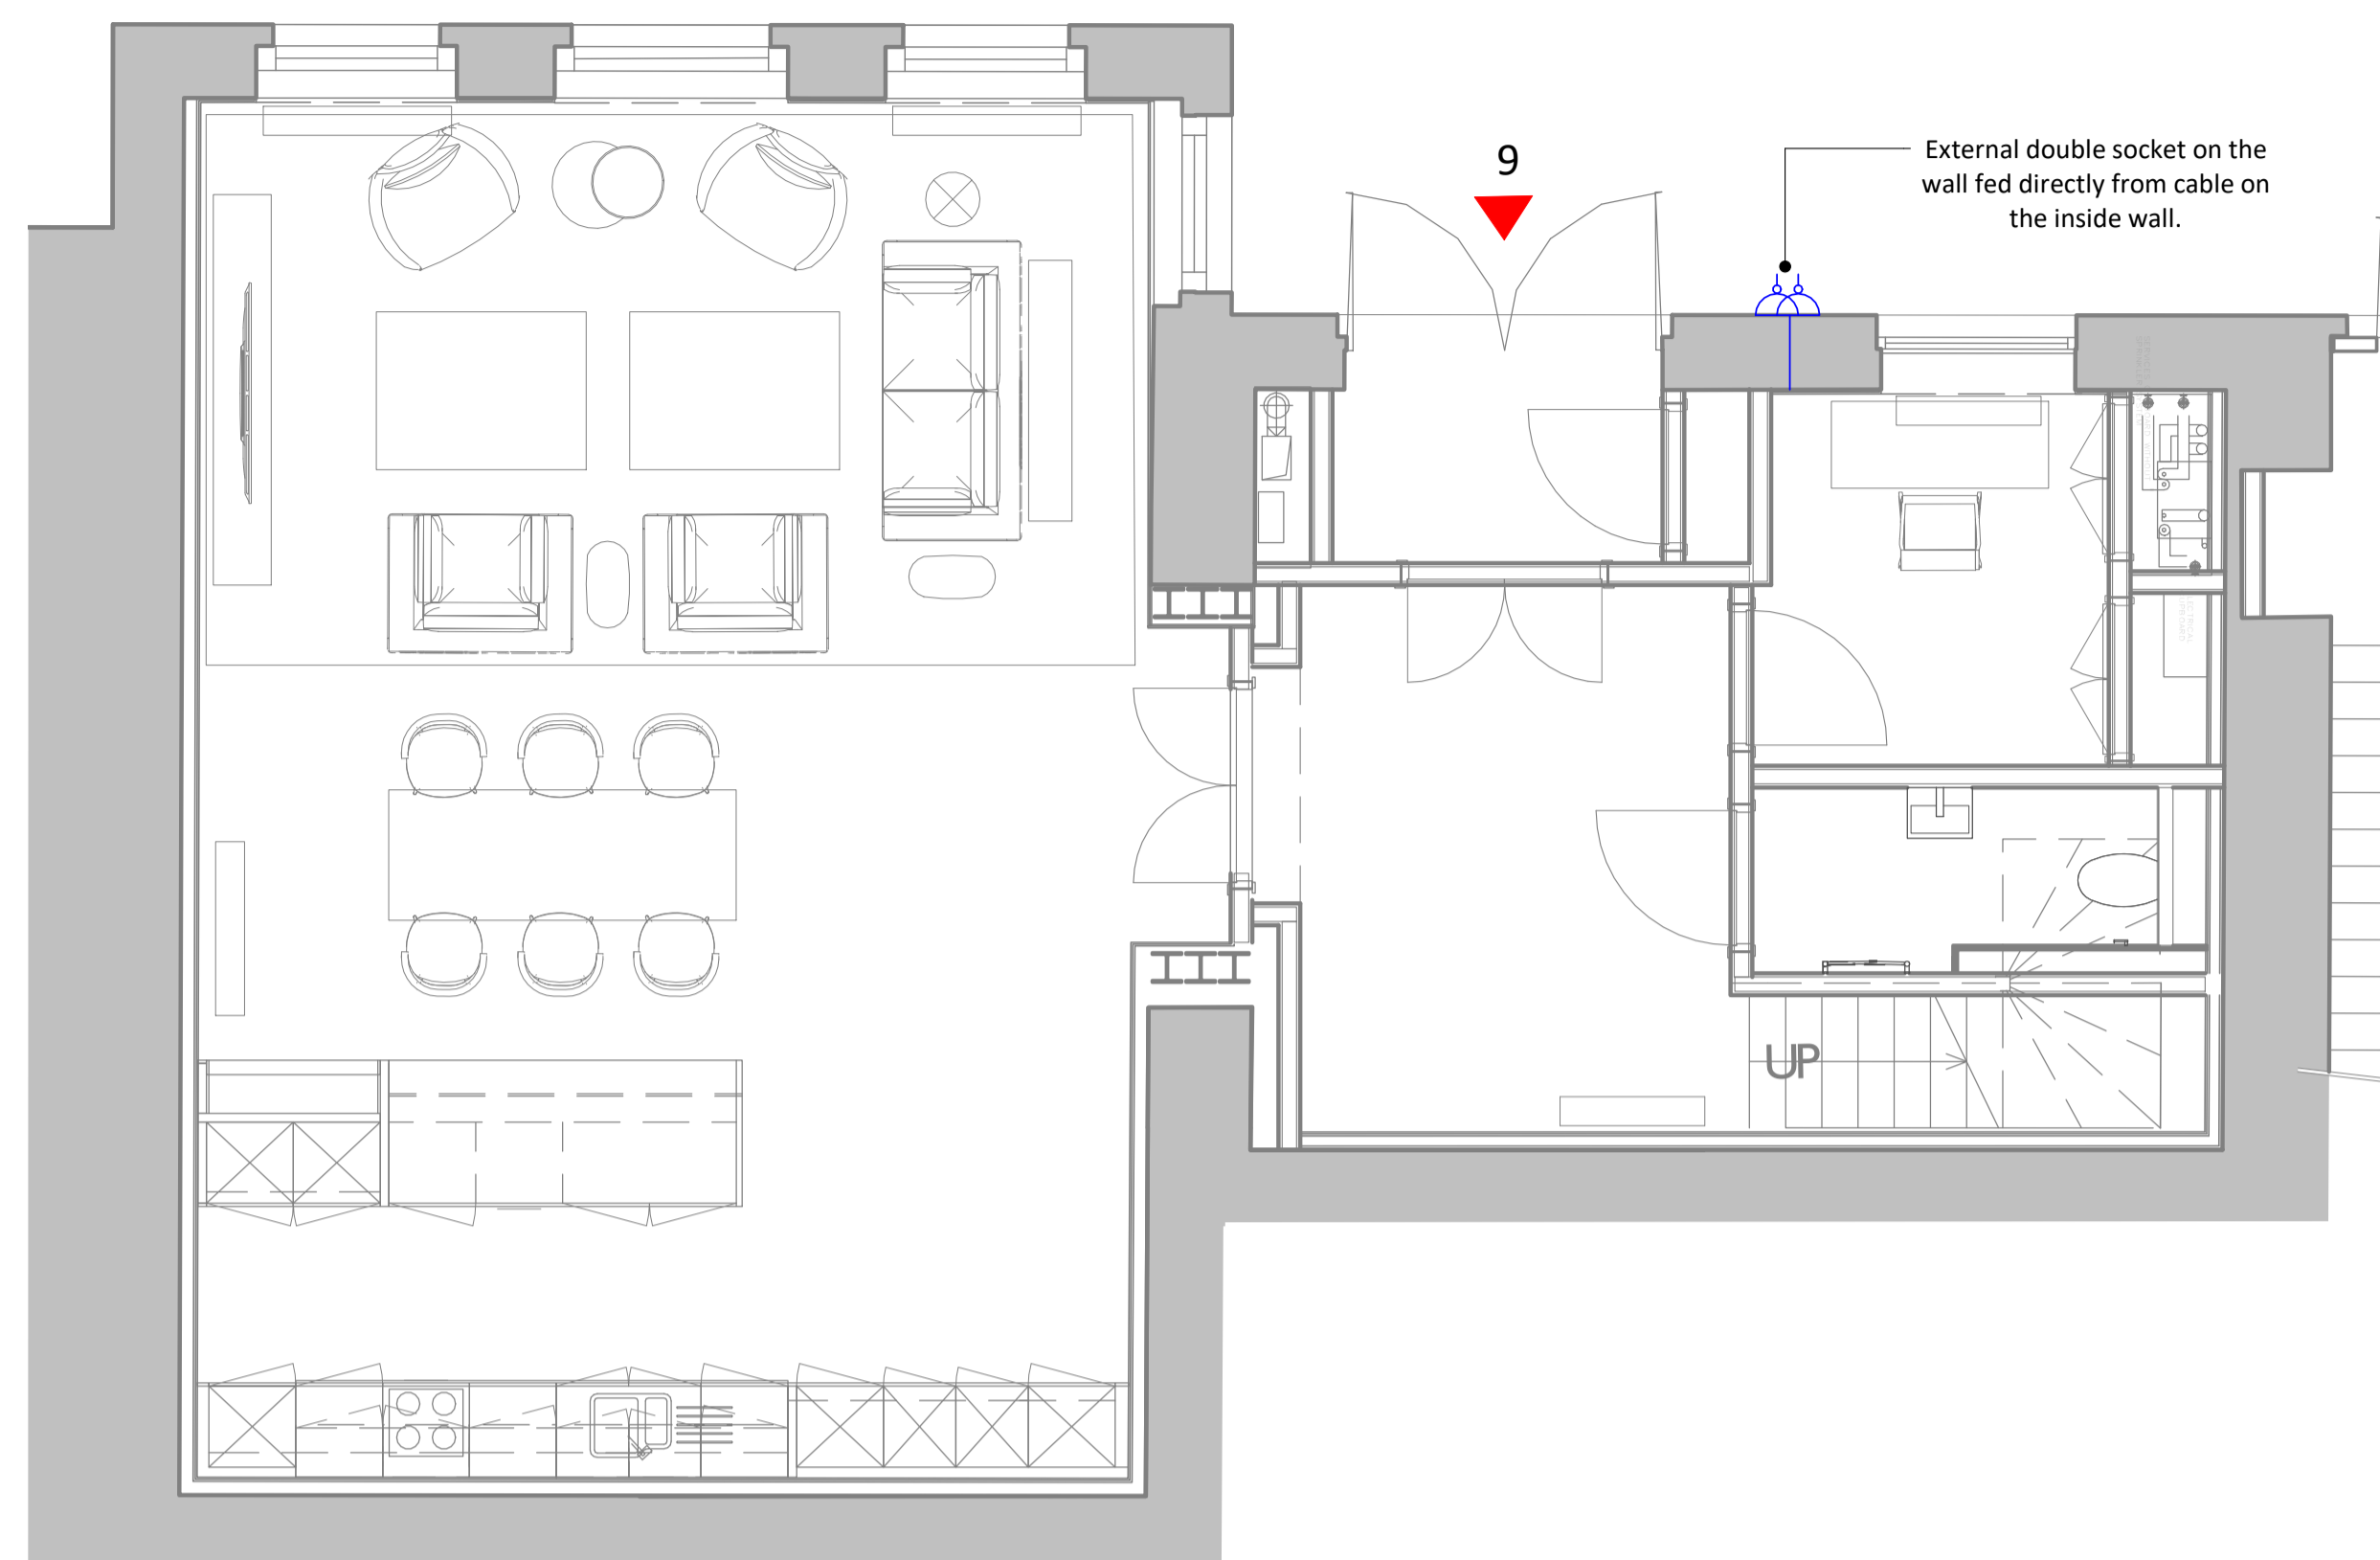 9
External double socket on the
wall fed directly from cable on
the inside wall.
UP